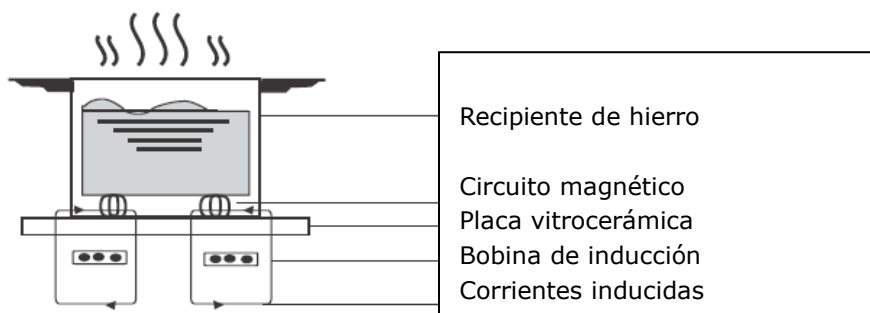 Recipiente de hierro
Circuito magnético
Placa vitrocerámica
Bobina de inducción
Corrientes inducidas